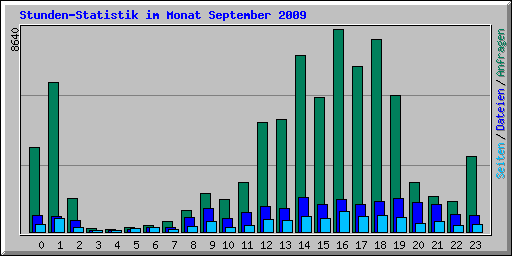 Stunden-Statistik im Monat September 2009
8640
Seiten / Dateien / Anfragen
0 1 2 3 4 5 6 7 8 9 10 11 12 13 14 15 16 17 18 19 20 21 22 23